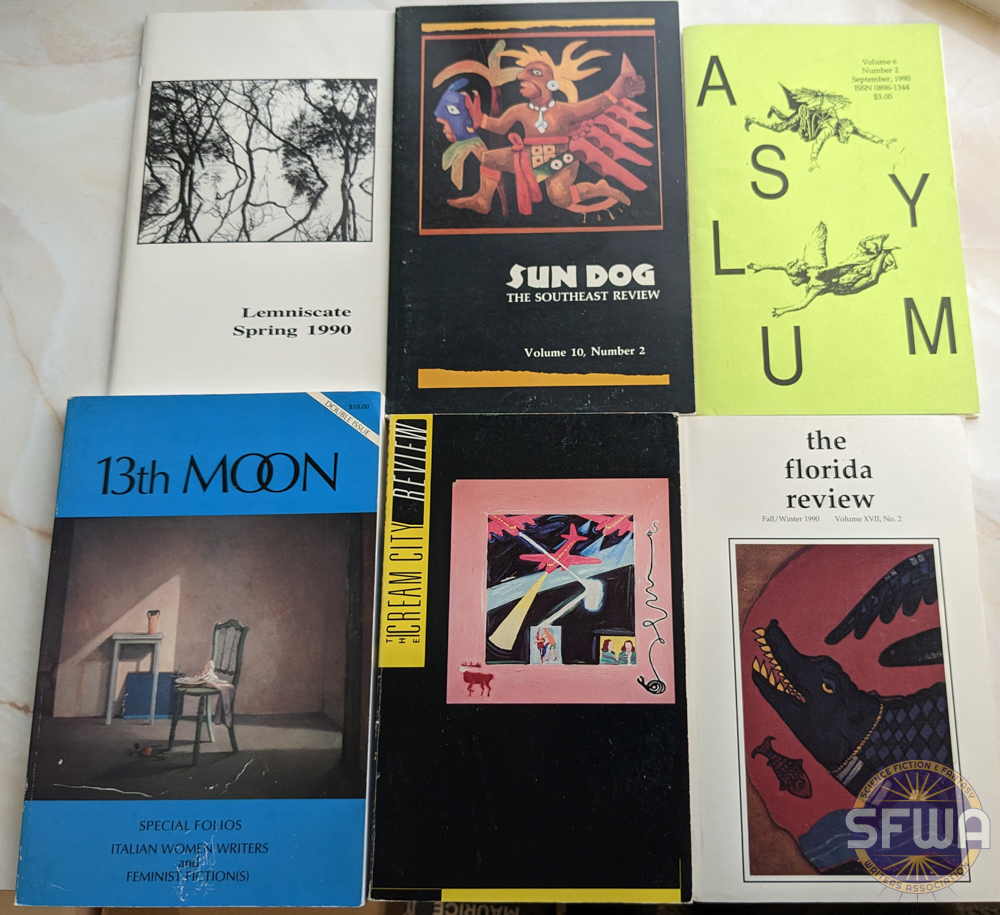 Lemniscate
Spring 1990
SUN DOG
THE SOUTHEAST REVIEW
Volume 10, Number 2
ASYLUM
Volume 6
Number 2
September, 1990
ISSN 0896-1344
$3.00
DOUBLE ISSUE
$10.00
13th MOON
SPECIAL FOLIOS
ITALIAN WOMEN WRITERS
and
FEMINIST FICTION(S)
THE CREAM CITY REVIEW
the
florida
review
Fall/Winter 1990 Volume XVII, No. 2
SCIENCE FICTION & FANTASY
SFWA
WRITERS ASSOCIATION
MAURICE